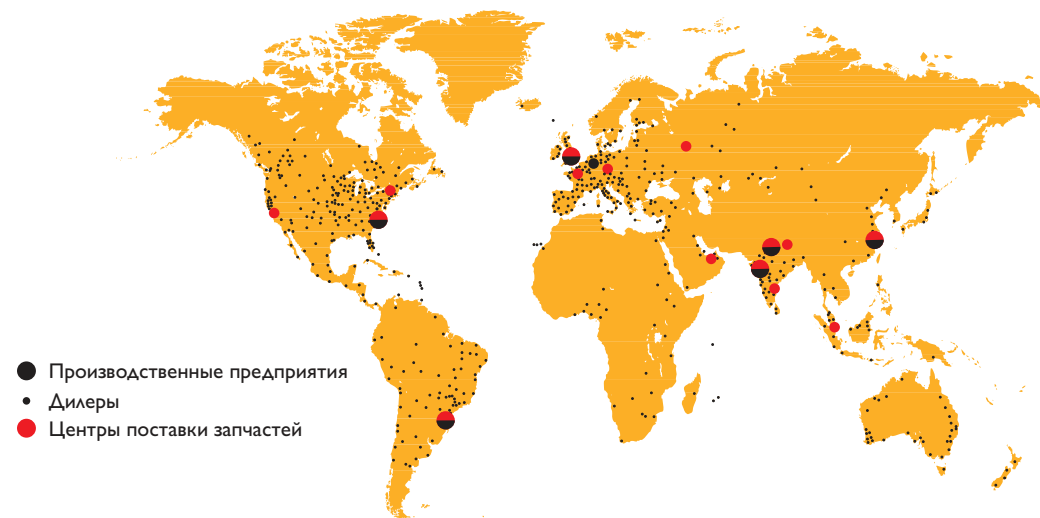 Производственные предприятия
Дилеры
Центры поставки запчастей